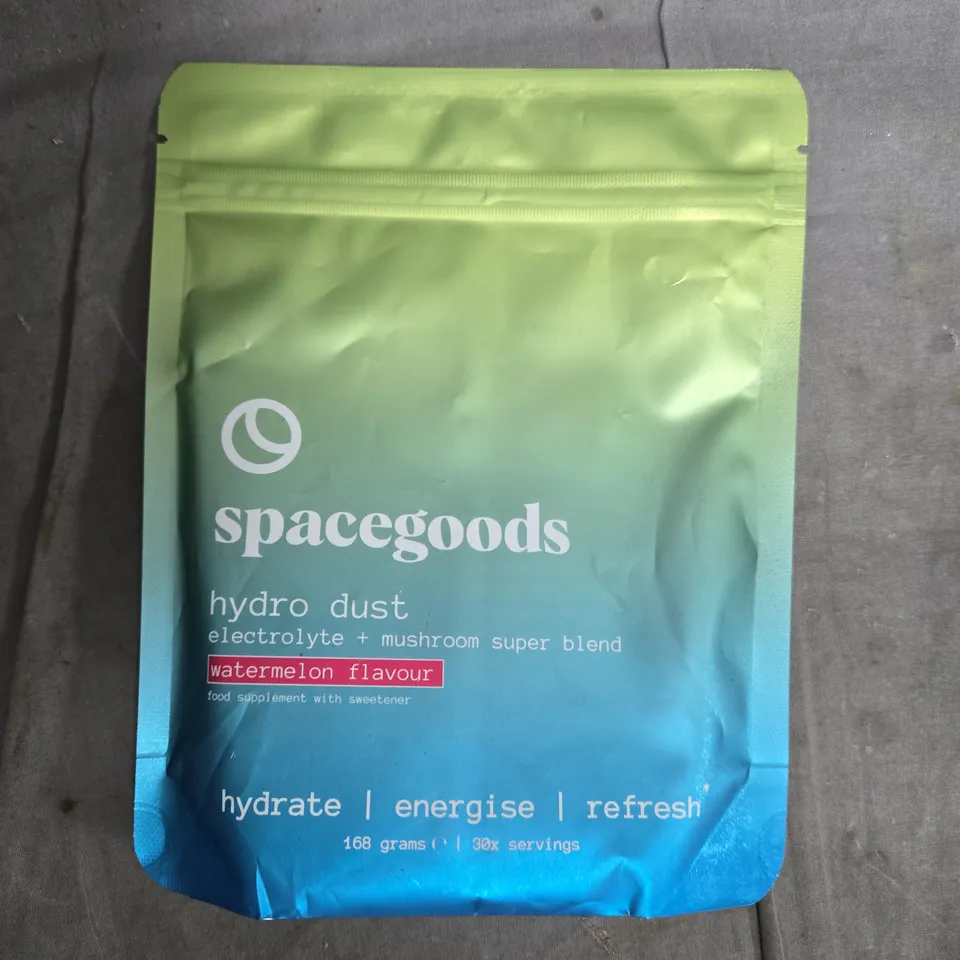 spacegoods
hydro dust
electrolyte + mushroom super blend
watermelon flavour
food supplement with sweetener
hydrate | energise | refresh
168 grams | 30x servings